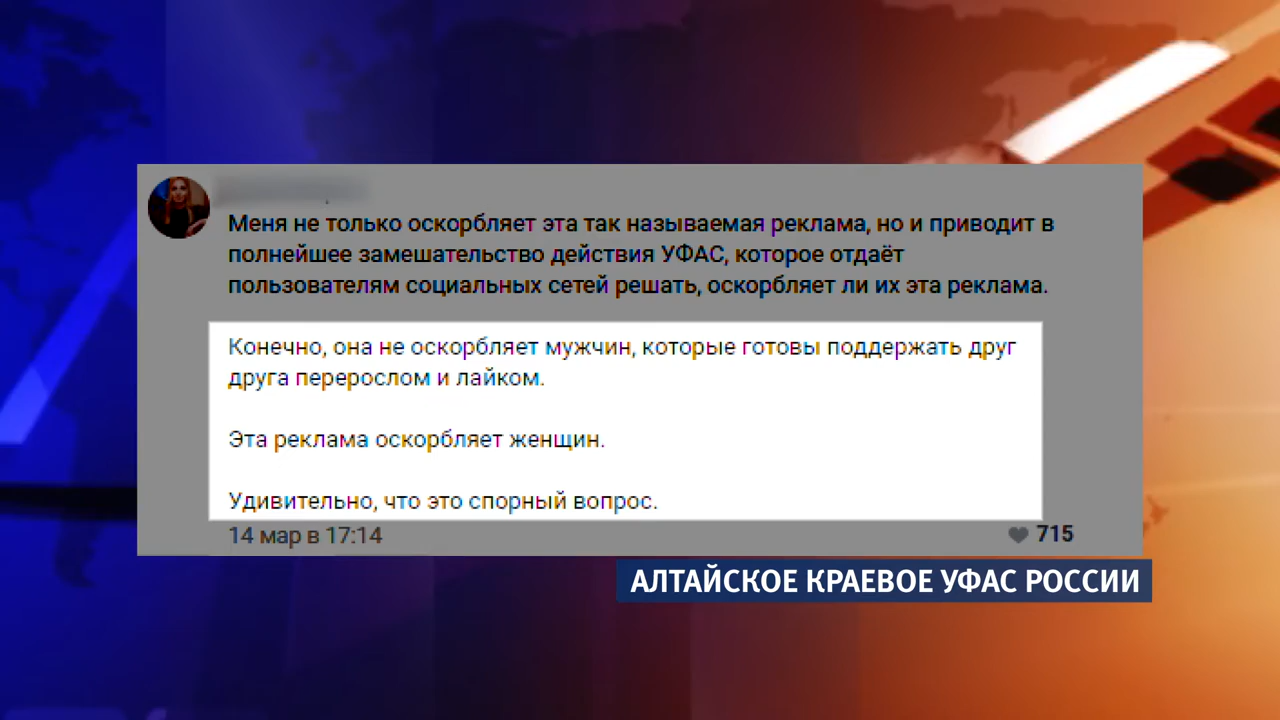 Меня не только оскорбляет эта так называемая реклама, но и приводит в
полнейшее замешательство действия УФАС, которое отдаёт
пользователям социальных сетей решать, оскорбляет ли их эта реклама.
Конечно, она не оскорбляет мужчин, которые готовы поддержать друг
друга перерослом и лайком.
Эта реклама оскорбляет женщин.
Удивительно, что это спорный вопрос.
14 мар в 17:14
715
АЛТАЙСКОЕ КРАЕВОЕ УФАС РОССИИ